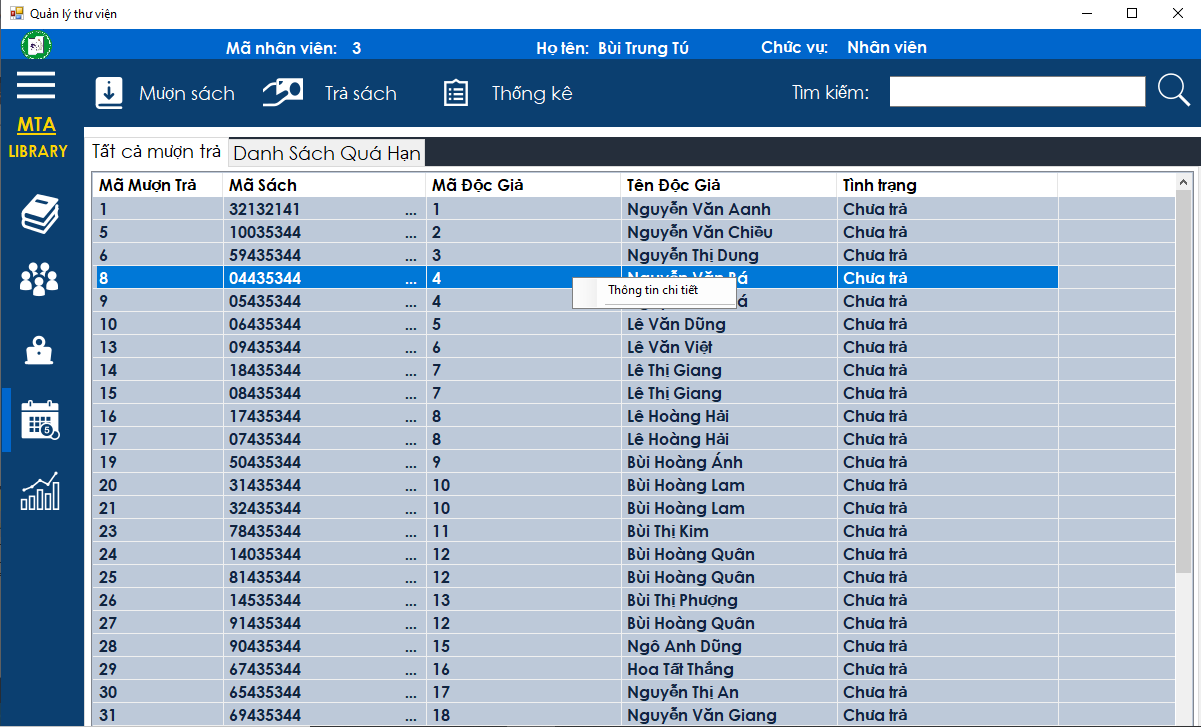 Quản lý thư viện
Mã nhân viên: 3 Họ tên: Bùi Trung Tú Chức vụ: Nhân viên
Mượn sách Trả sách Thống kê Tìm kiếm:
MTA
LIBRARY
Tất cả mượn trả Danh Sách Quá Hạn
Mã Mượn Trả Mã Sách Mã Độc Giả Tên Độc Giả Tình trạng
1 32132141 ... 1 Nguyễn Văn Aanh Chưa trả
5 10035344 ... 2 Nguyễn Văn Chiều Chưa trả
6 59435344 ... 3 Nguyễn Thị Dung Chưa trả
8 04435344 ... 4 Nguyễn Văn Bá Chưa trả
Thông tin chi tiết
9 05435344 ... 4 Chưa trả
10 06435344 ... 5 Lê Văn Dũng Chưa trả
13 09435344 ... 6 Lê Văn Việt Chưa trả
14 18435344 ... 7 Lê Thị Giang Chưa trả
15 08435344 ... 7 Lê Thị Giang Chưa trả
16 17435344 ... 8 Lê Hoàng Hải Chưa trả
17 07435344 ... 8 Lê Hoàng Hải Chưa trả
19 50435344 ... 9 Bùi Hoàng Ánh Chưa trả
20 31435344 ... 10 Bùi Hoàng Lam Chưa trả
21 32435344 ... 10 Bùi Hoàng Lam Chưa trả
23 78435344 ... 11 Bùi Thị Kim Chưa trả
24 14035344 ... 12 Bùi Hoàng Quân Chưa trả
25 81435344 ... 12 Bùi Hoàng Quân Chưa trả
26 14535344 ... 13 Bùi Thị Phượng Chưa trả
27 91435344 ... 12 Bùi Hoàng Quân Chưa trả
28 90435344 ... 15 Ngô Anh Dũng Chưa trả
29 67435344 ... 16 Hoa Tất Thắng Chưa trả
30 65435344 ... 17 Nguyễn Thị An Chưa trả
31 69435344 ... 18 Nguyễn Văn Giang Chưa trả